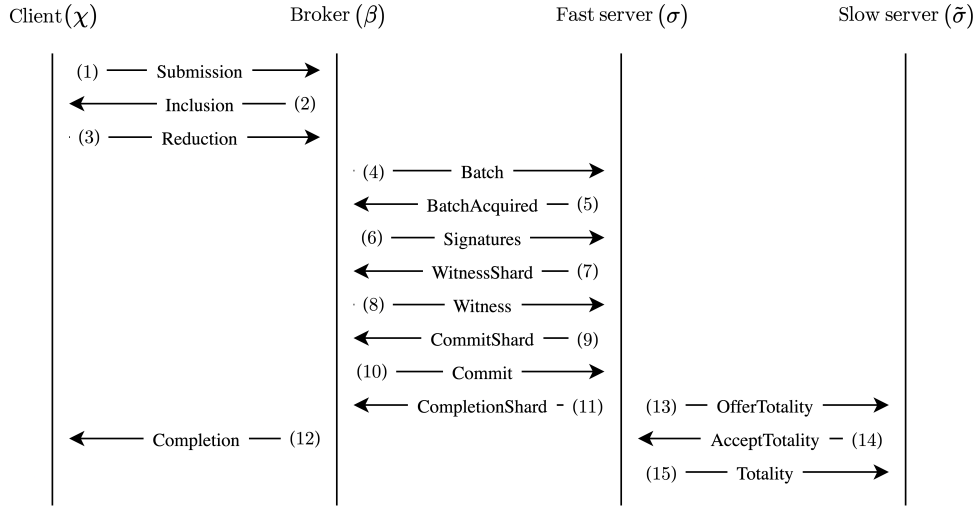 Client (χ) Broker (β) Fast server (σ) Slow server (σ̃)
(1) Submission
Inclusion (2)
(3) Reduction
(4) Batch
BatchAcquired (5)
(6) Signatures
WitnessShard (7)
(8) Witness
CommitShard (9)
(10) Commit
CompletionShard (11) (13) OfferTotality
Completion (12) AcceptTotality (14)
(15) Totality